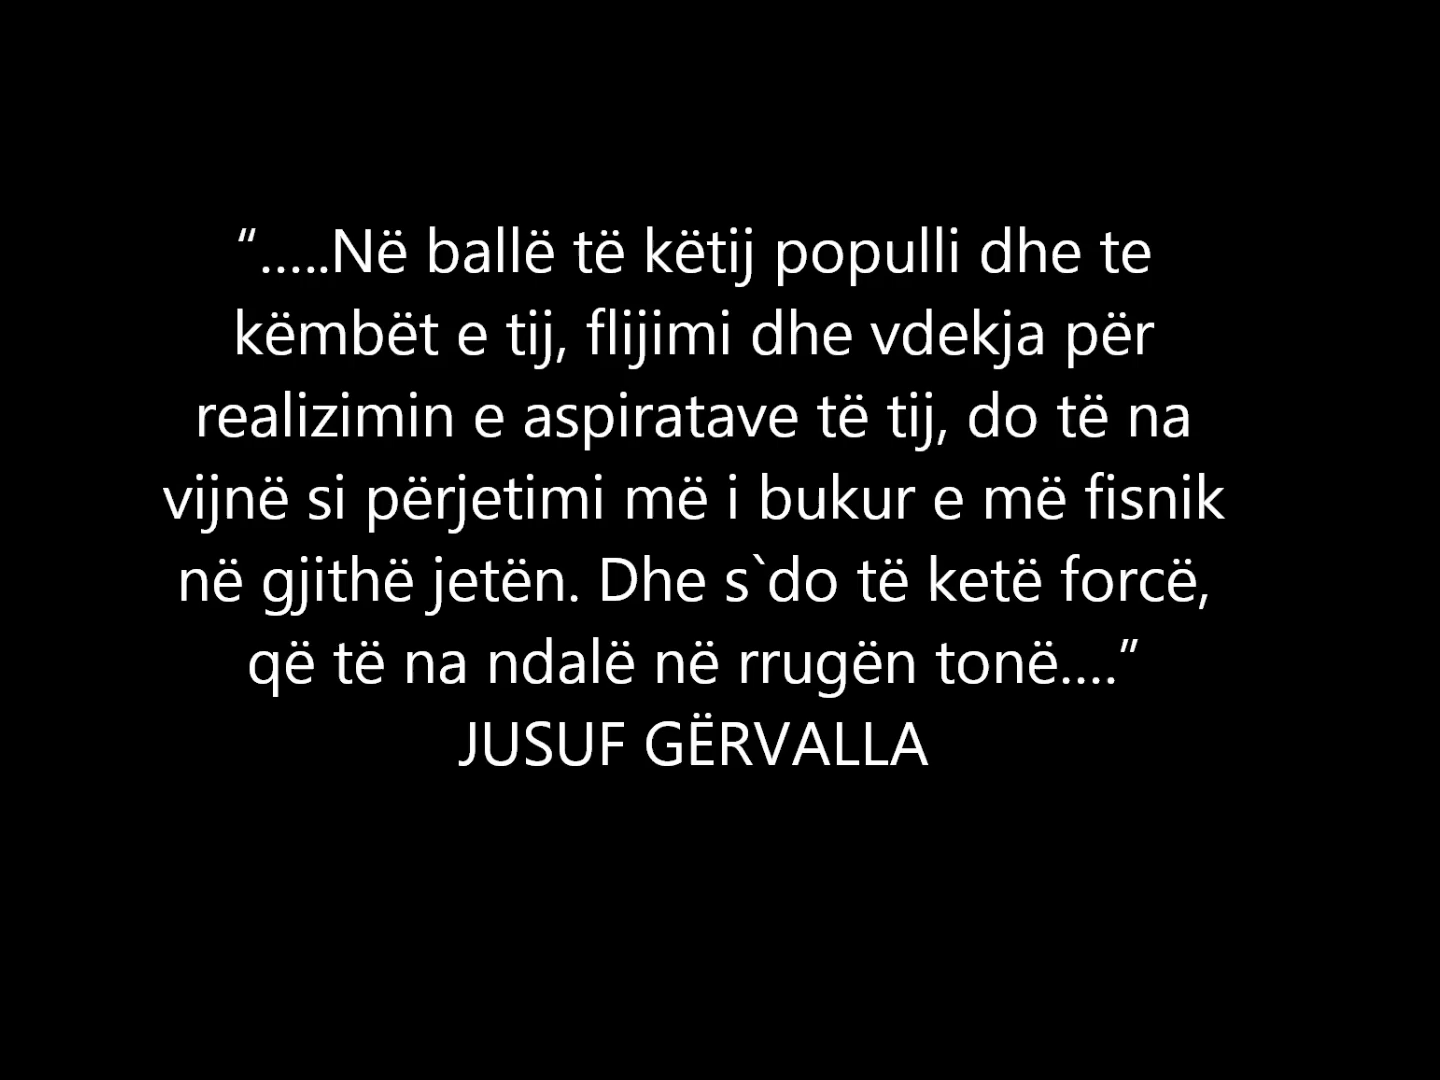 “.....Në ballë të këtij populli dhe te
këmbët e tij, flijimi dhe vdekja për
realizimin e aspiratave të tij, do të na
vijnë si përjetimi më i bukur e më fisnik
në gjithë jetën. Dhe s`do të ketë forcë,
që të na ndalë në rrugën tonë....”
JUSUF GËRVALLA